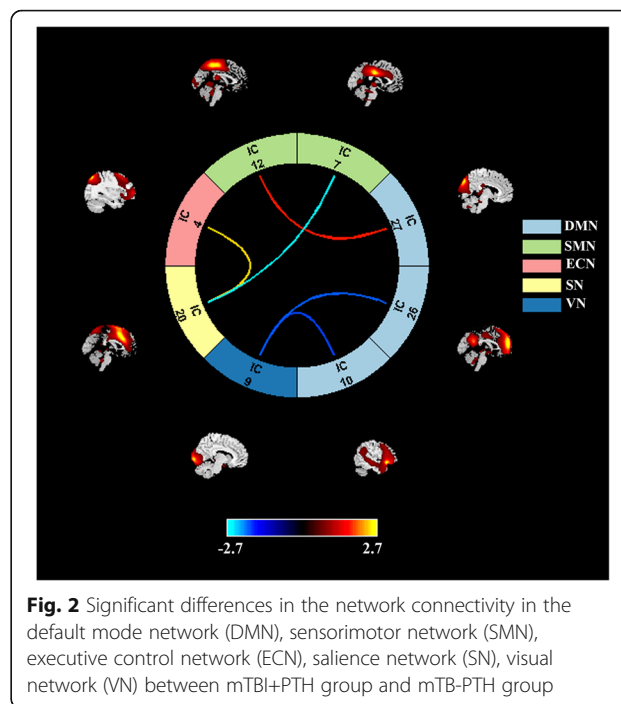 IC
12
IC
7
IC
4
IC
27
IC
20
IC
26
IC
9
IC
10
DMN
SMN
ECN
SN
VN
-2.7
2.7
Fig. 2 Significant differences in the network connectivity in the
default mode network (DMN), sensorimotor network (SMN),
executive control network (ECN), salience network (SN), visual
network (VN) between mTBI+PTH group and mTB-PTH group